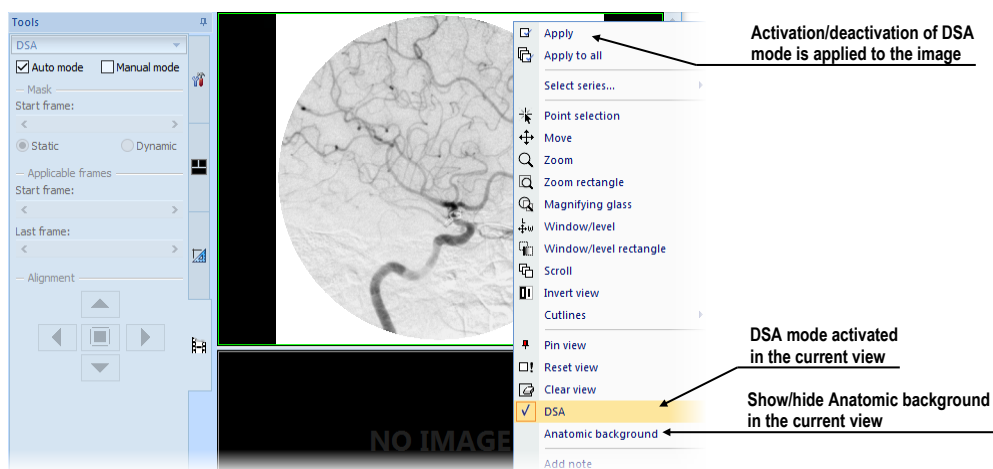 Tools
DSA
Auto mode
Manual mode
Mask
Start frame:
Static
Dynamic
Applicable frames
Start frame:
Last frame:
Alignment
NO IMAGE
Apply
Apply to all
Select series...
Point selection
Move
Zoom
Zoom rectangle
Magnifying glass
Window/level
Window/level rectangle
Scroll
Invert view
Cutlines
Pin view
Reset view
Clear view
DSA
Anatomic background
Add note
Activation/deactivation of DSA
mode is applied to the image
DSA mode activated
in the current view
Show/hide Anatomic background
in the current view